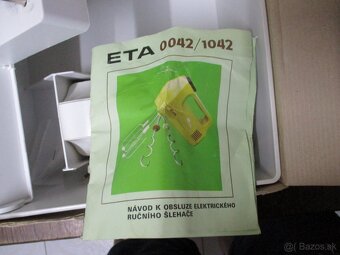 ETA 0042/1042
NÁVOD K OBSLUZE ELEKTRICKÉHO
RUČNÍHO ŠLEHAČE
Bazos.sk